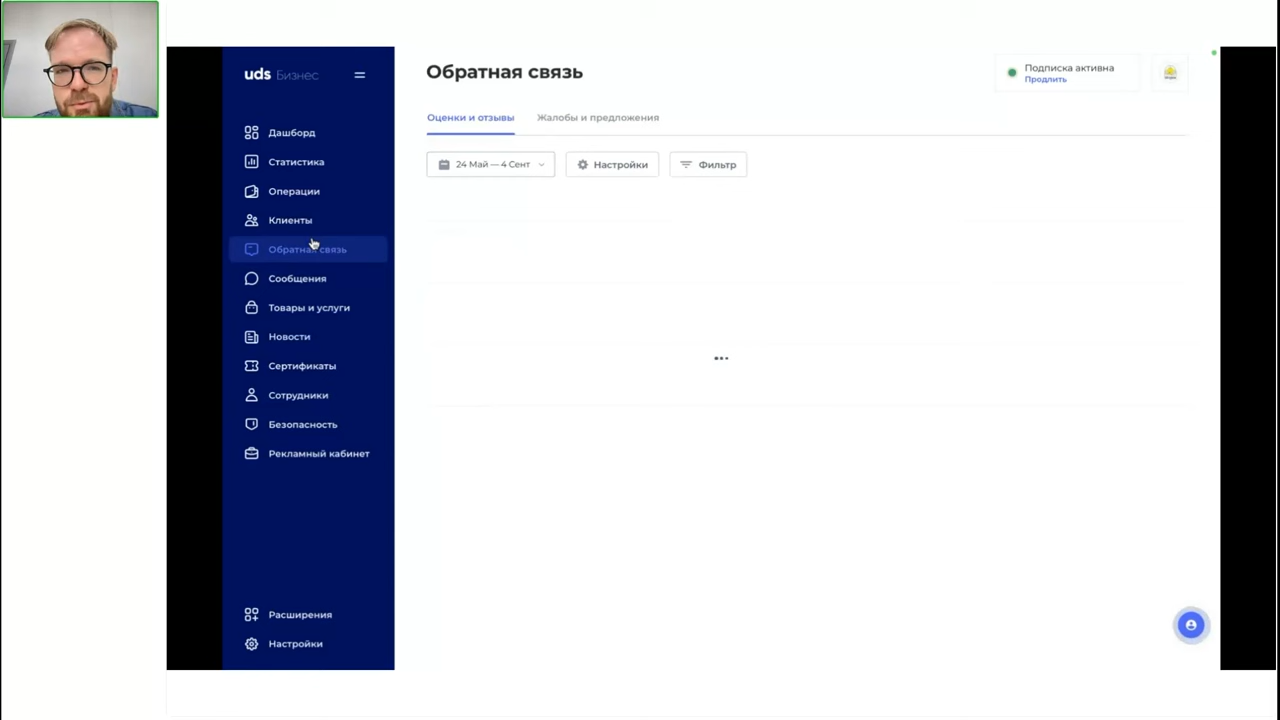 uds Бизнес
Дашборд
Статистика
Операции
Клиенты
Обратная связь
Сообщения
Товары и услуги
Новости
Сертификаты
Сотрудники
Безопасность
Рекламный кабинет
Расширения
Настройки
Обратная связь
Подписка активна
Продлить
Оценки и отзывы
Жалобы и предложения
24 Май — 4 Сент
Настройки
Фильтр